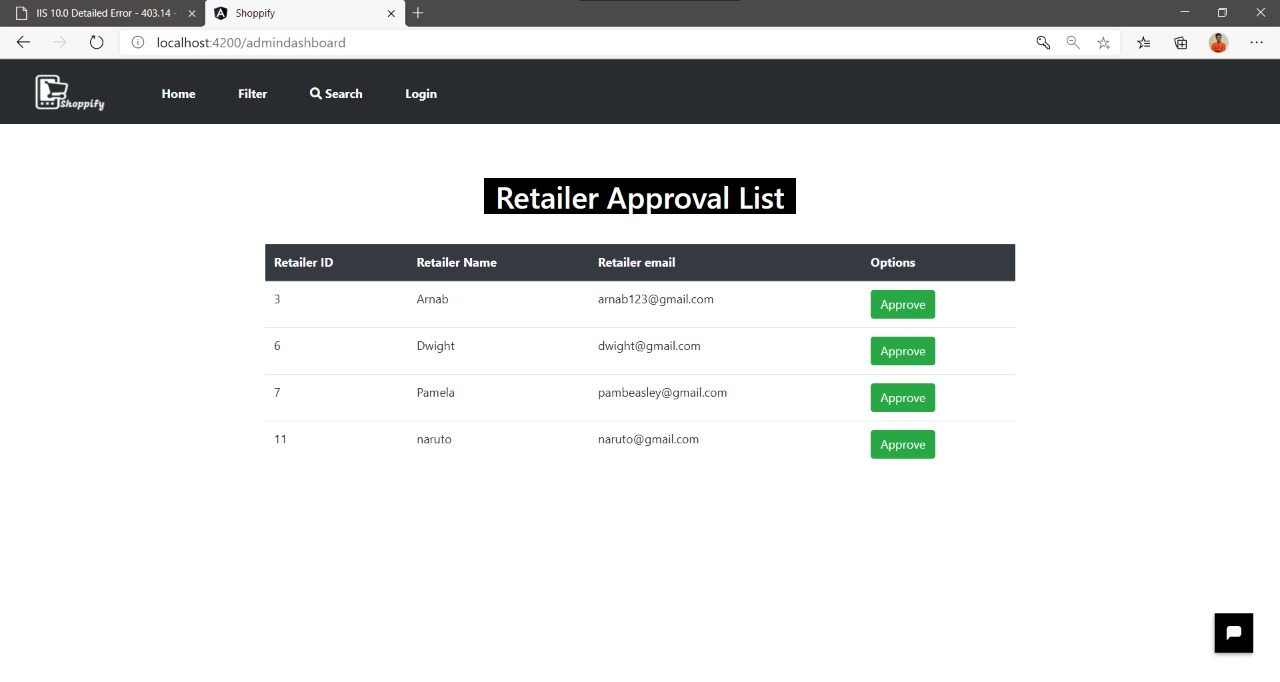 IIS 10.0 Detailed Error - 403.14 -
Shoppify
localhost:4200/admindashboard
Shoppify
Home Filter Search Login
Retailer Approval List
Retailer ID Retailer Name Retailer email Options
3 Arnab arnab123@gmail.com Approve
6 Dwight dwight@gmail.com Approve
7 Pamela pambeasley@gmail.com Approve
11 naruto naruto@gmail.com Approve